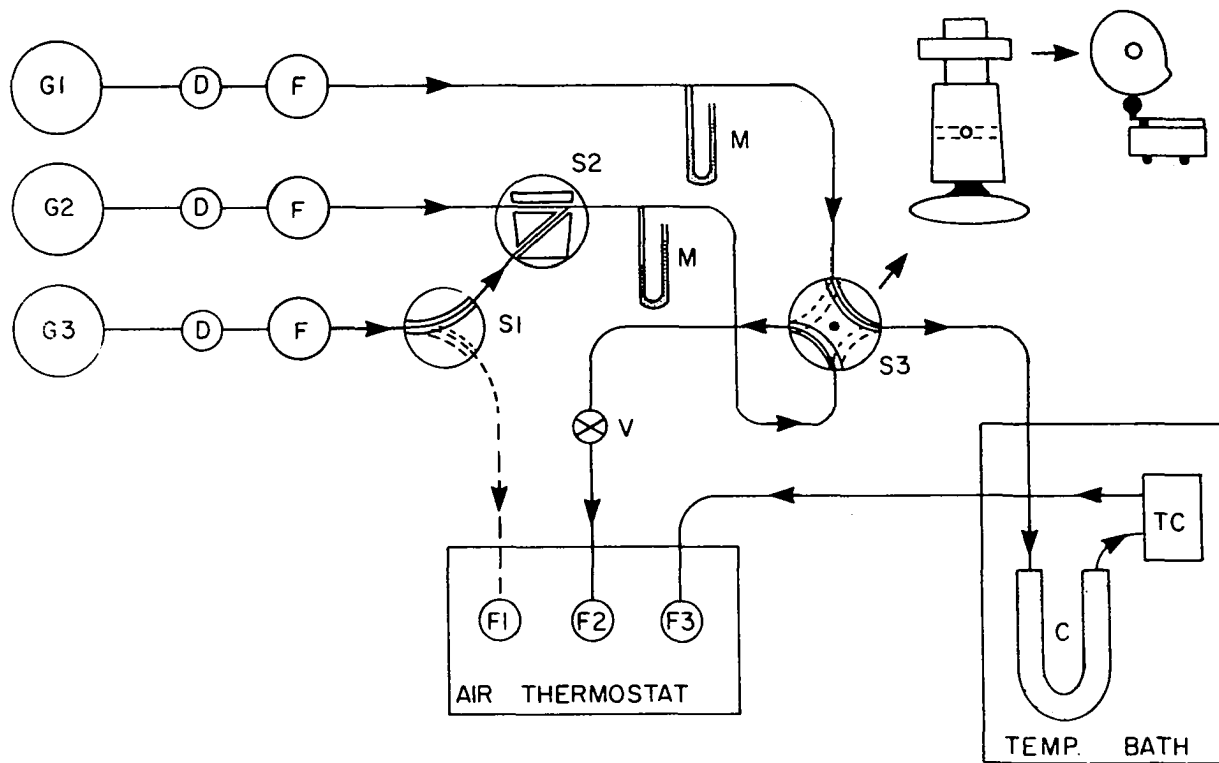 G1 D F
M
S2
G2 D F
M
G3 D F
S1
S3
V
TC
F1 F2 F3
C
AIR THERMOSTAT
TEMP. BATH